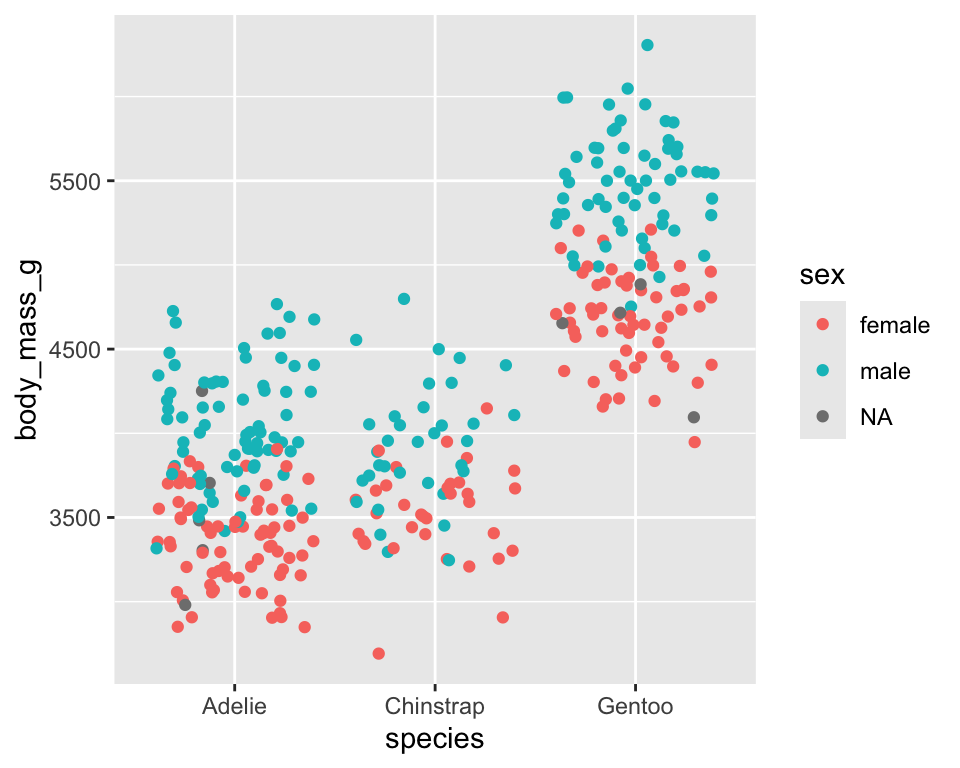 body_mass_g
5500
4500
3500
Adelie
Chinstrap
Gentoo
species
sex
female
male
NA